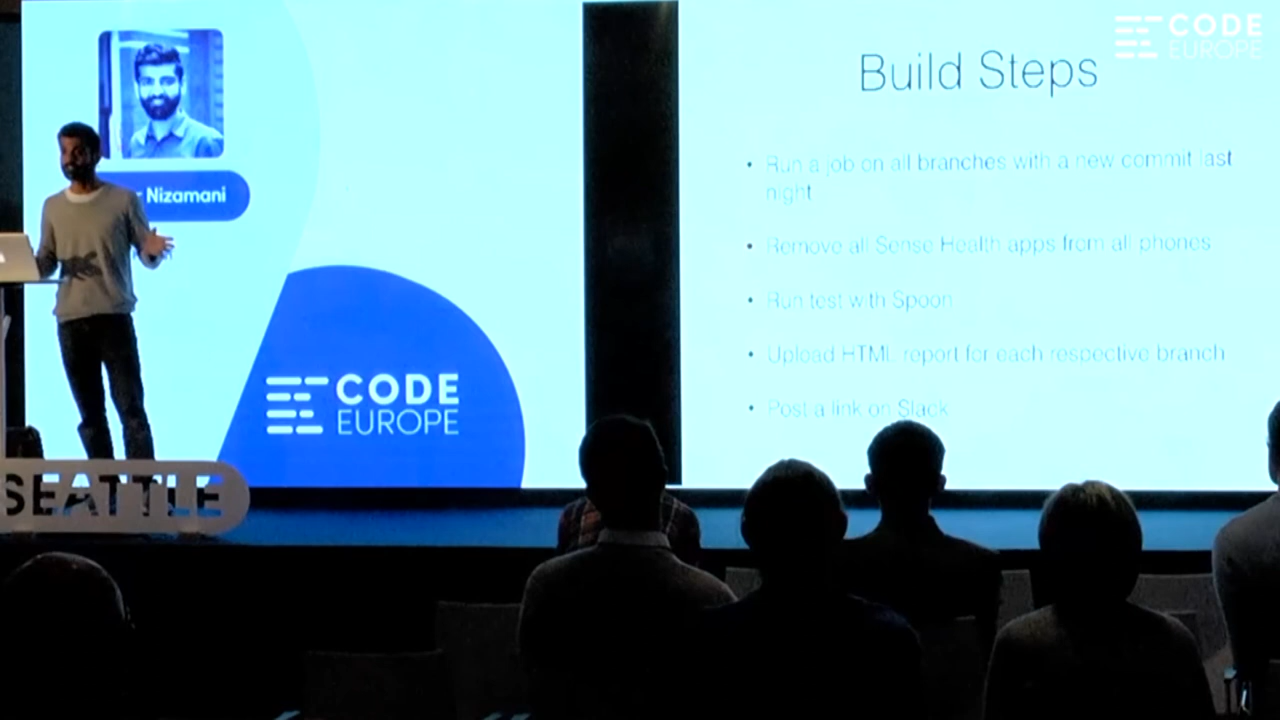 CODE
EUROPE
Build Steps
Nizamani
• Run a job on all branches with a new commit last
night
• Remove all Sense Health apps from all phones
• Run test with Spoon
• Upload HTML report for each respective branch
• Post a link on Slack
CODE
EUROPE
SEATTLE